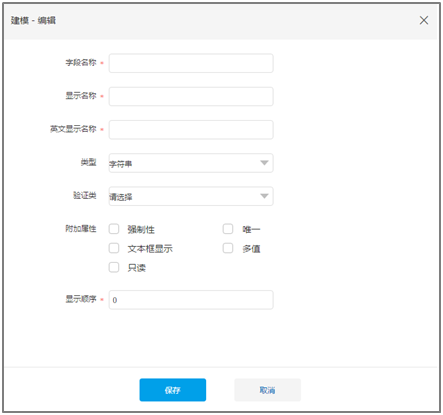 建模 - 编辑
字段名称 *
显示名称 *
英文显示名称 *
类型 字符串
验证类 请选择
附加属性 强制性 唯一
文本框显示 多值
只读
显示顺序 * 0
保存 取消